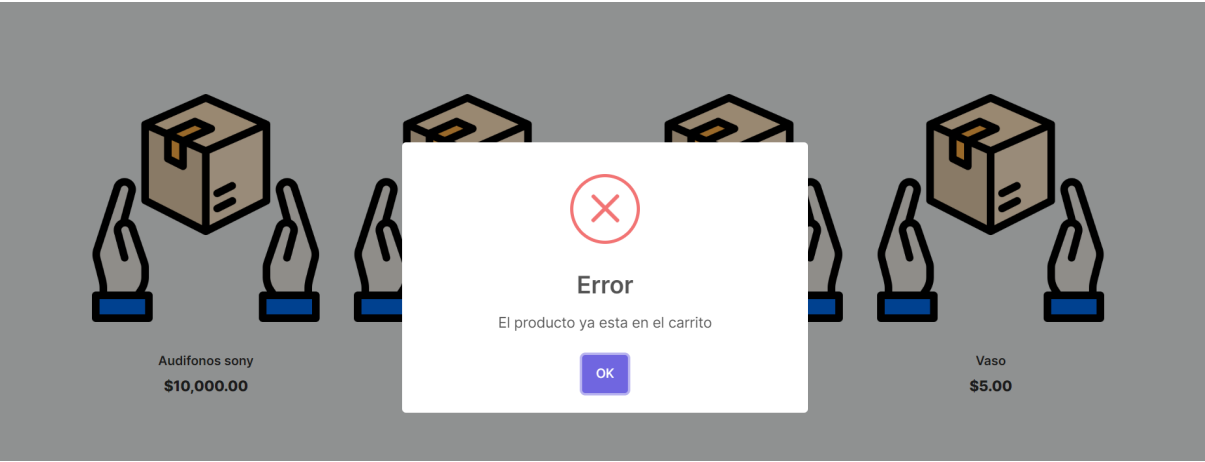 Error
El producto ya esta en el carrito
OK
Audifonos sony
$10,000.00
Vaso
$5.00